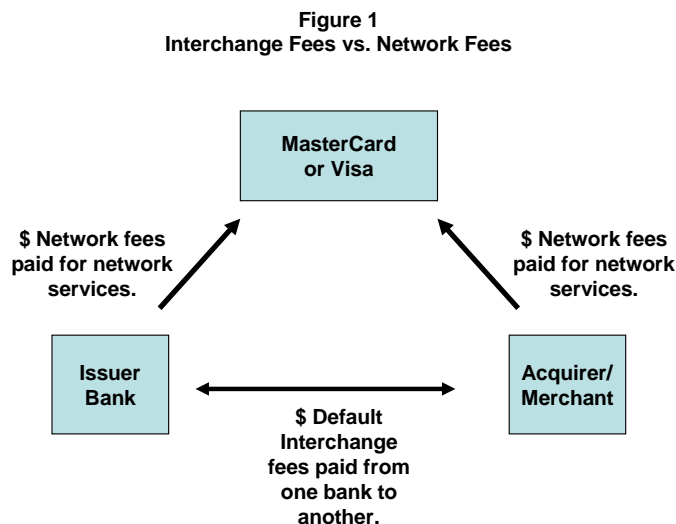 Figure 1
Interchange Fees vs. Network Fees
MasterCard
or Visa
$ Network fees
paid for network
services.
$ Network fees
paid for network
services.
Issuer
Bank
Acquirer/
Merchant
$ Default
Interchange
fees paid from
one bank to
another.